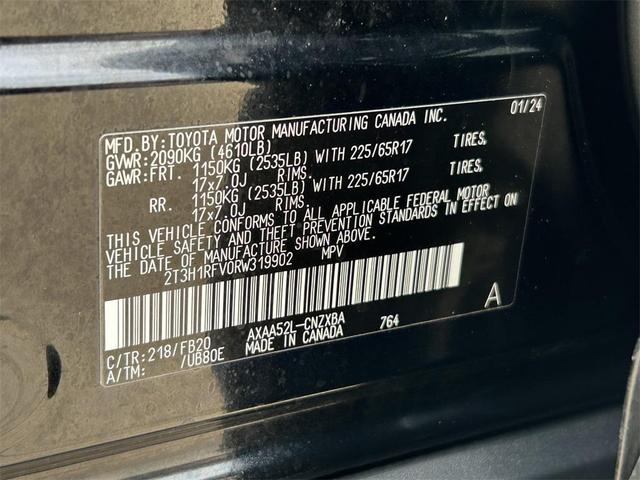 MFD.BY:TOYOTA MOTOR MANUFACTURING CANADA INC. 01/24
GVWR:2090KG (4610LB)
GAWR:FRT. 1150KG (2535LB) WITH 225/65R17 TIRES,
17x7.0J RIMS.
RR. 1150KG (2535LB) WITH 225/65R17 TIRES,
17x7.0J RIMS.
THIS VEHICLE CONFORMS TO ALL APPLICABLE FEDERAL MOTOR
VEHICLE SAFETY AND THEFT PREVENTION STANDARDS IN EFFECT ON
THE DATE OF MANUFACTURE SHOWN ABOVE.
2T3H1RFV0RW319902 MPV
A
C/TR:218/FB20 AXAA52L-CNZXBA 764
A/TM: /U680E MADE IN CANADA